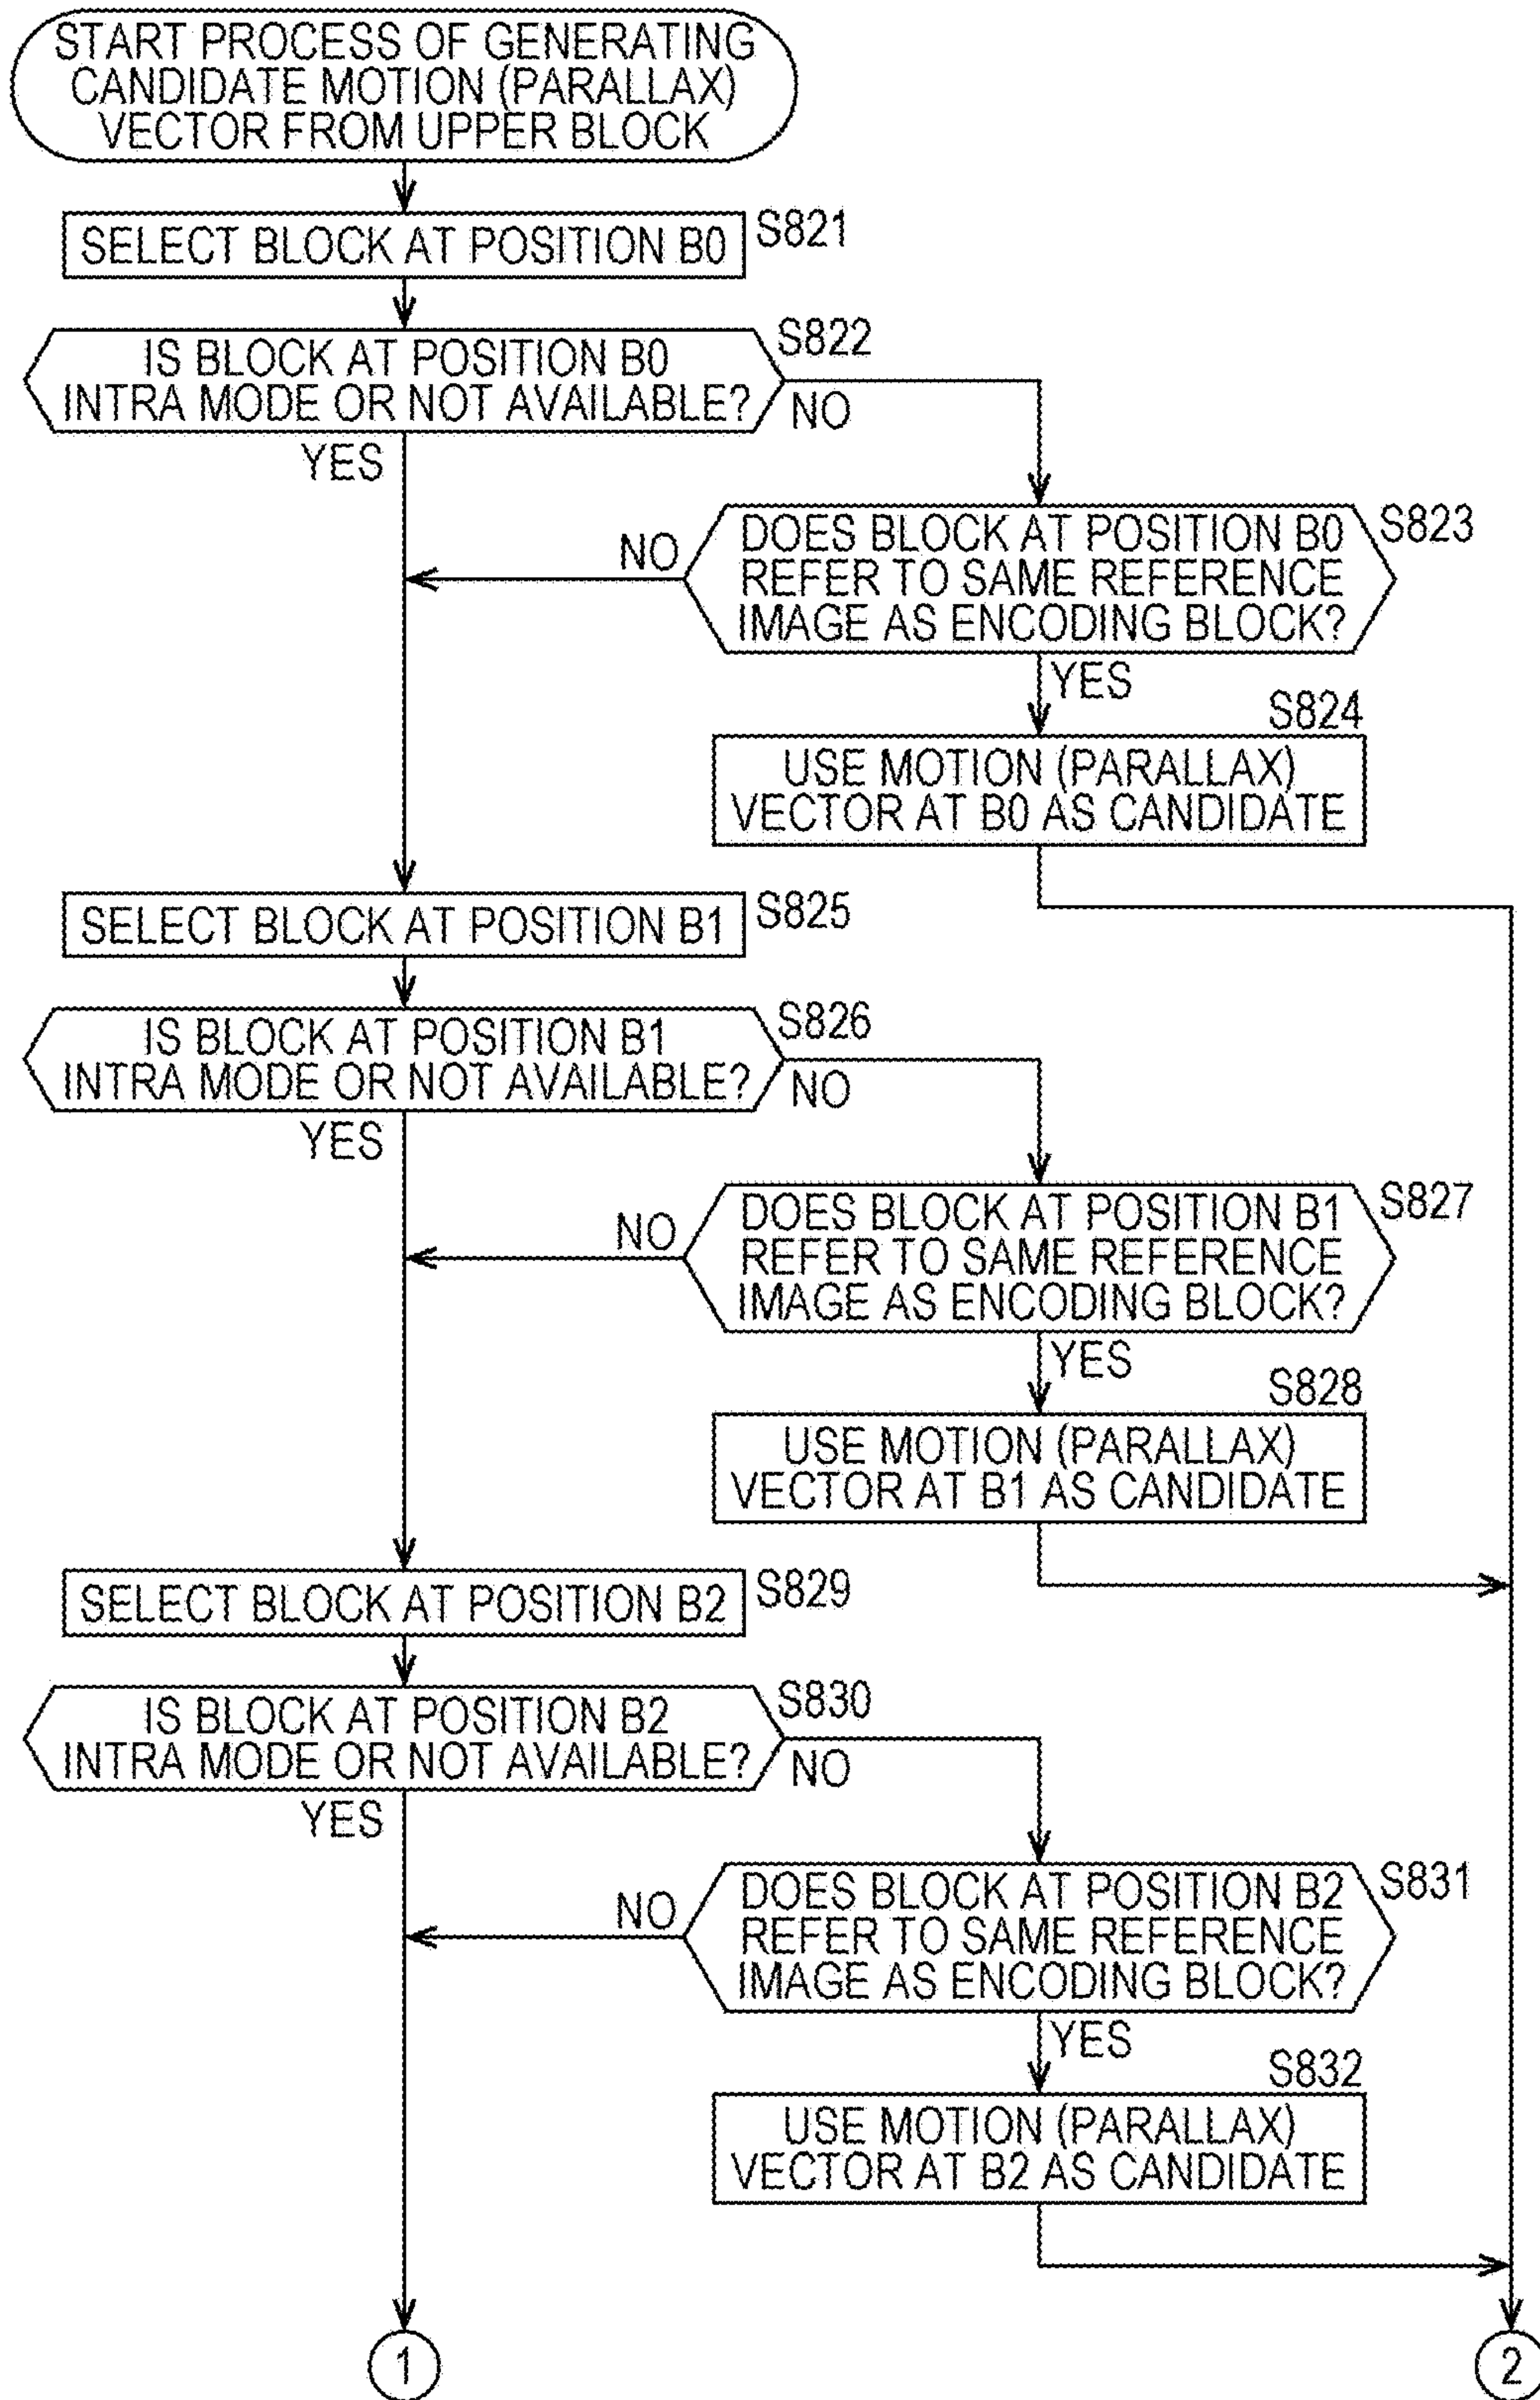 START PROCESS OF GENERATING
CANDIDATE MOTION (PARALLAX)
VECTOR FROM UPPER BLOCK
SELECT BLOCK AT POSITION B0
S821
IS BLOCK AT POSITION B0
INTRA MODE OR NOT AVAILABLE?
S822
NO
YES
DOES BLOCK AT POSITION B0
REFER TO SAME REFERENCE
IMAGE AS ENCODING BLOCK?
S823
NO
YES
S824
USE MOTION (PARALLAX)
VECTOR AT B0 AS CANDIDATE
SELECT BLOCK AT POSITION B1
S825
IS BLOCK AT POSITION B1
INTRA MODE OR NOT AVAILABLE?
S826
NO
YES
DOES BLOCK AT POSITION B1
REFER TO SAME REFERENCE
IMAGE AS ENCODING BLOCK?
S827
NO
YES
S828
USE MOTION (PARALLAX)
VECTOR AT B1 AS CANDIDATE
SELECT BLOCK AT POSITION B2
S829
IS BLOCK AT POSITION B2
INTRA MODE OR NOT AVAILABLE?
S830
NO
YES
DOES BLOCK AT POSITION B2
REFER TO SAME REFERENCE
IMAGE AS ENCODING BLOCK?
S831
NO
YES
S832
USE MOTION (PARALLAX)
VECTOR AT B2 AS CANDIDATE
1
2